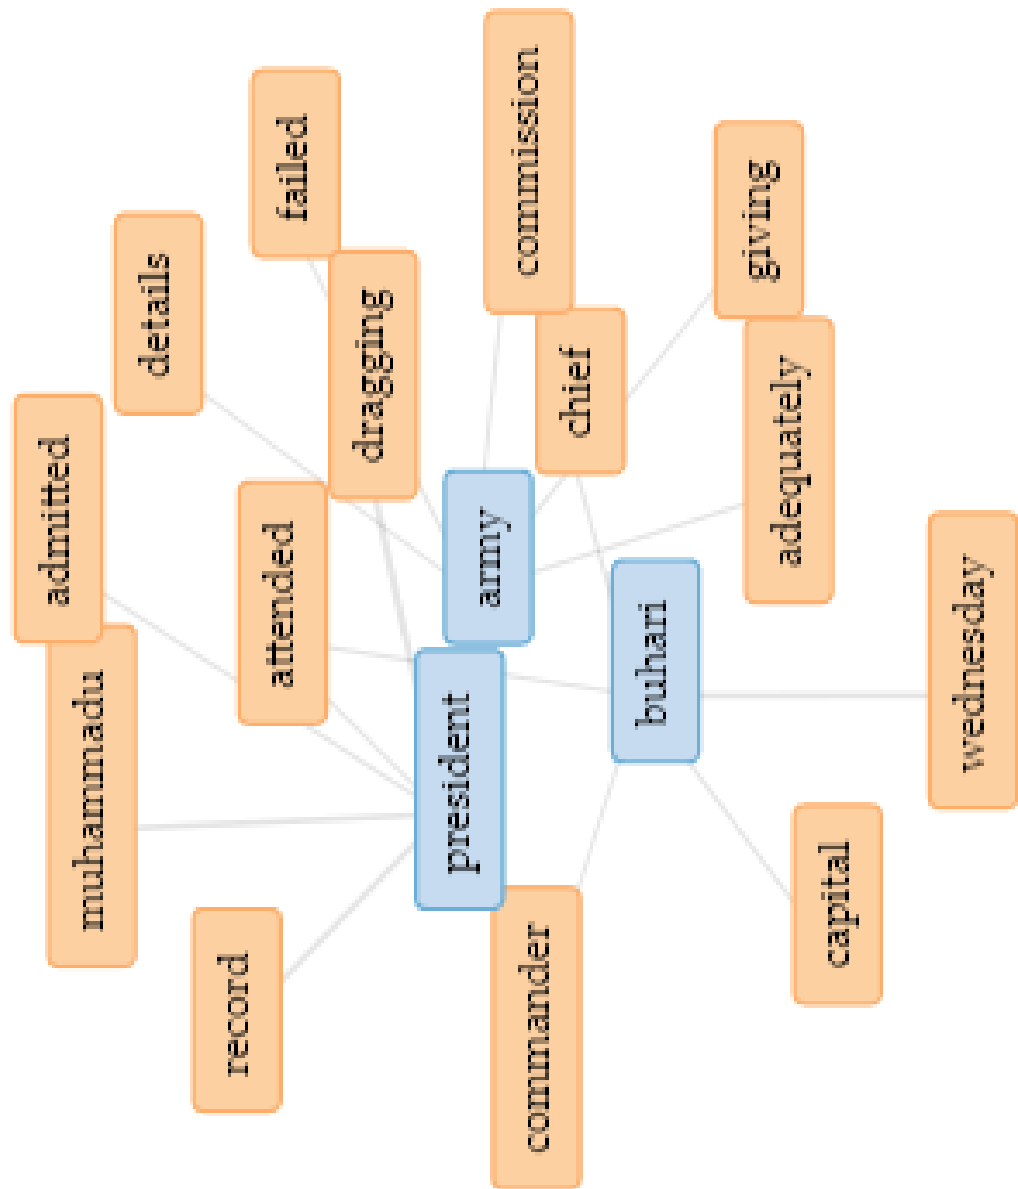 commission
failed
giving
details
dragging
chief
admitted
adequately
attended
army
wednesday
buhari
muhammadu
president
capital
record
commander